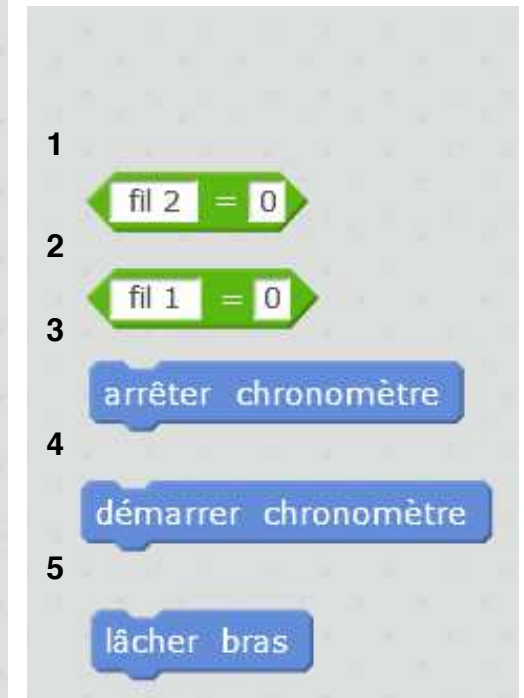 1
fil 2 = 0
2
fil 1 = 0
3
arrêter chronomètre
4
démarrer chronomètre
5
lâcher bras